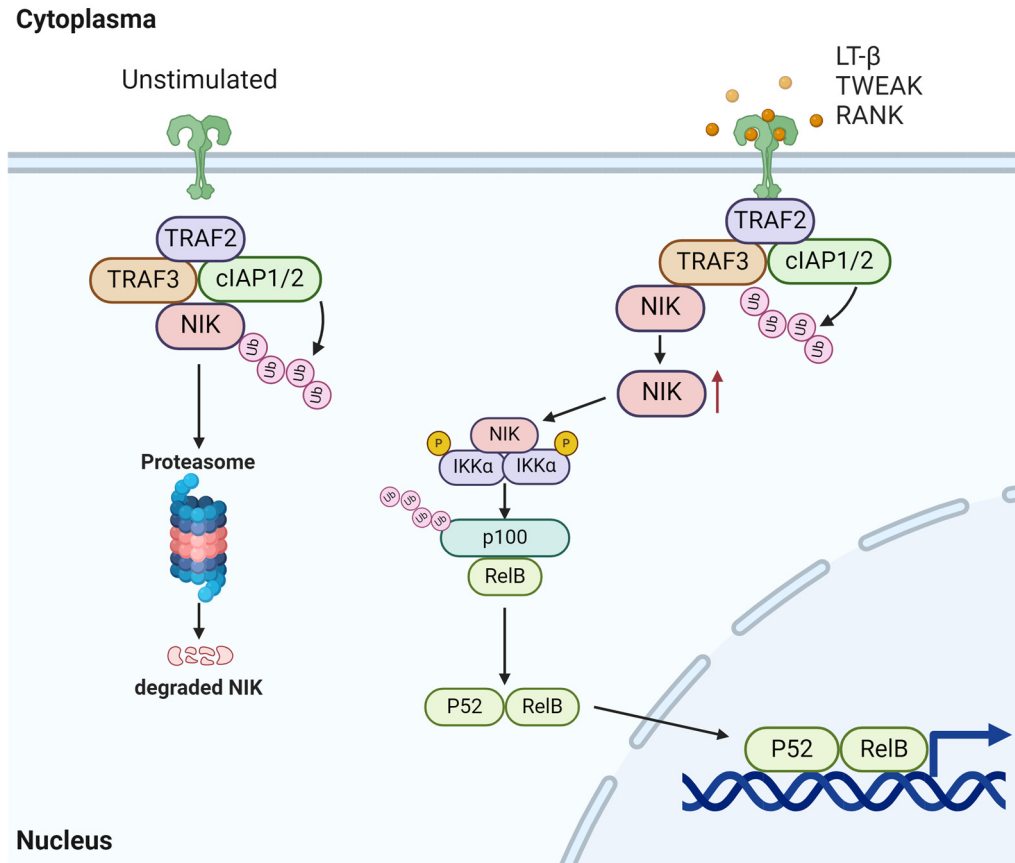 Cytoplasma
Unstimulated
LT-β
TWEAK
RANK
TRAF2
TRAF3
cIAP1/2
NIK
Ub
Ub
Ub
Ub
Proteasome
degraded NIK
TRAF2
TRAF3
cIAP1/2
NIK
Ub
Ub
Ub
Ub
NIK
P
NIK
P
IKKα
IKKα
Ub
Ub
Ub
Ub
p100
RelB
P52
RelB
P52
RelB
Nucleus